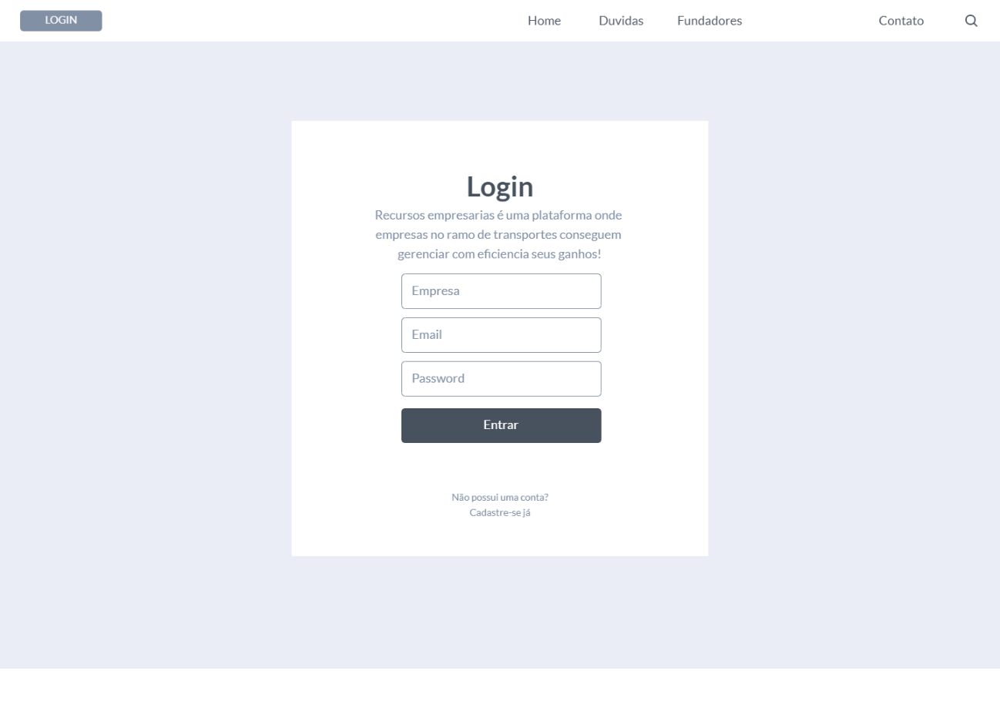 LOGIN Home Duvidas Fundadores Contato
Login
Recursos empresarias é uma plataforma onde
empresas no ramo de transportes conseguem
gerenciar com eficiencia seus ganhos!
Empresa
Email
Password
Entrar
Não possui uma conta?
Cadastre-se já